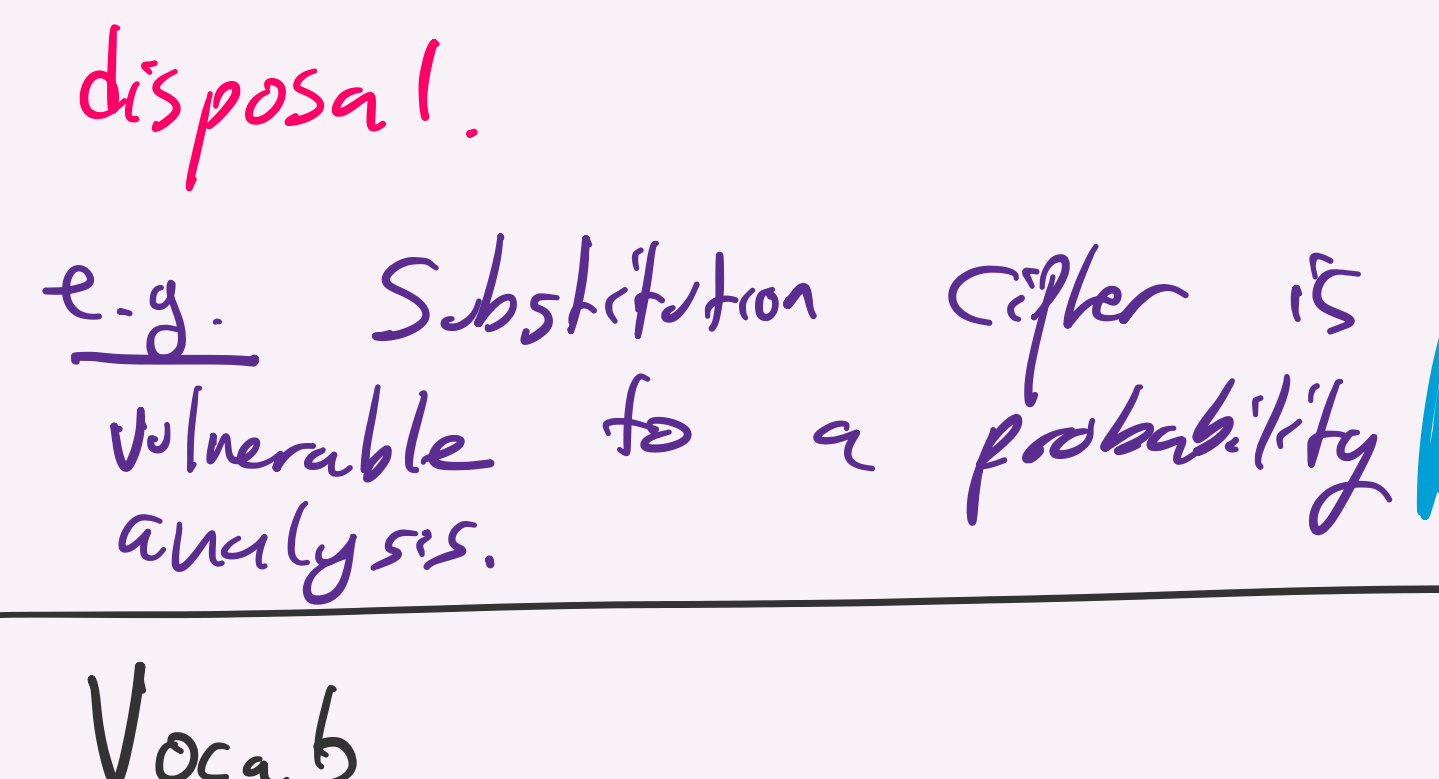 disposal.
e.g. Substitution Cipher is
vulnerable to a probability
analysis.
Vocab